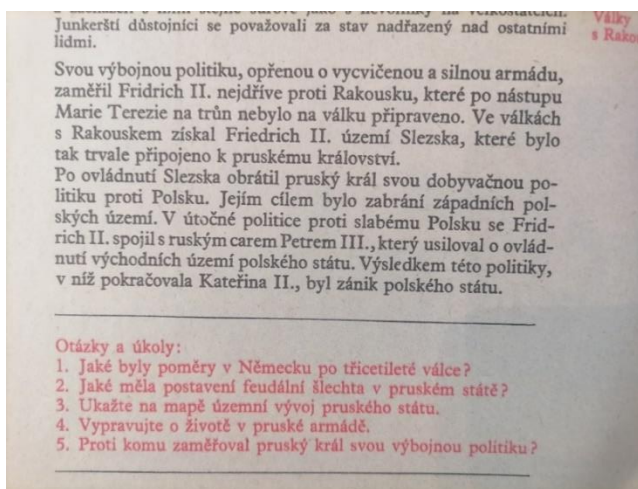 Junkerští důstojníci se považovali za stav nadřazený nad ostatními
lidmi.
Války
s Rakou
Svou výbojnou politiku, opřenou o vycvičenou a silnou armádu,
zaměřil Fridrich II. nejdříve proti Rakousku, které po nástupu
Marie Terezie na trůn nebylo na válku připraveno. Ve válkách
s Rakouskem získal Friedrich II. území Slezska, které bylo
tak trvale připojeno k pruskému království.
Po ovládnutí Slezska obrátil pruský král svou dobyvačnou po-
litiku proti Polsku. Jejím cílem bylo zabrání západních pol-
ských území. V útočné politice proti slabému Polsku se Frid-
rich II. spojil s ruským carem Petrem III., který usiloval o ovlád-
nutí východních území polského státu. Výsledkem této politiky,
v níž pokračovala Kateřina II., byl zánik polského státu.
Otázky a úkoly:
1. Jaké byly poměry v Německu po třicetileté válce?
2. Jaké měla postavení feudální šlechta v pruském státě?
3. Ukažte na mapě územní vývoj pruského státu.
4. Vypravujte o životě v pruské armádě.
5. Proti komu zaměřoval pruský král svou výbojnou politiku?